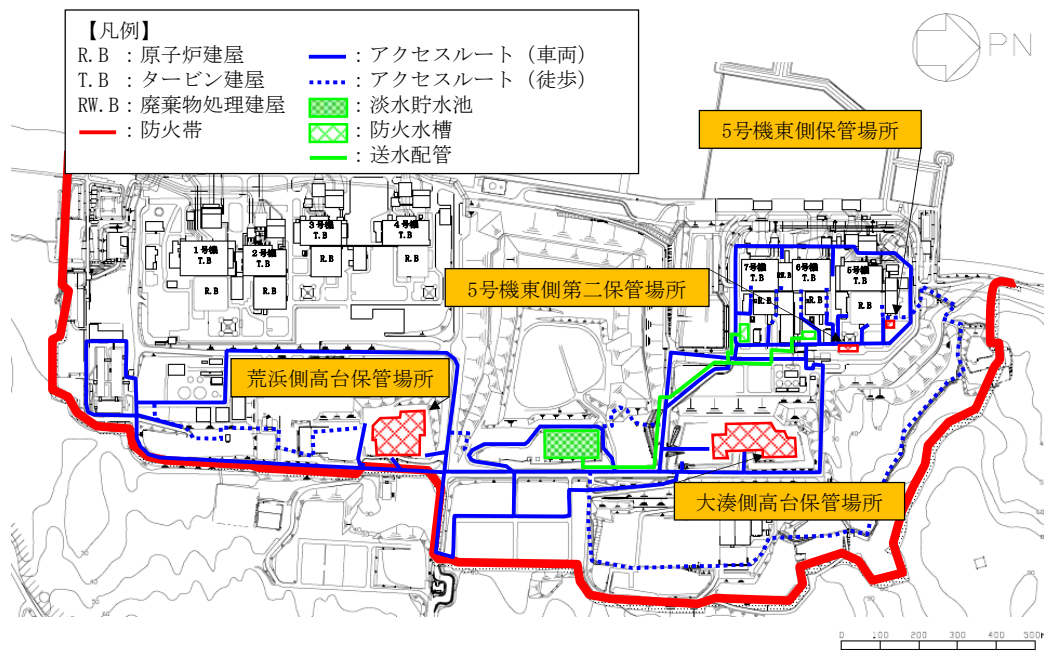 【凡例】
R.B ：原子炉建屋
T.B ：タービン建屋
RW.B ：廃棄物処理建屋
：防火帯
：アクセスルート（車両）
：アクセスルート（徒歩）
：淡水貯水池
：防火水槽
：送水配管
PN
5号機東側保管場所
1号機
T.B
R.B
2号機
T.B
R.B
3号機
T.B
R.B
4号機
T.B
R.B
7号機
T.B
R.B
6号機
T.B
R.B
5号機
T.B
R.B
5号機東側第二保管場所
荒浜側高台保管場所
大湊側高台保管場所
0 100 200 300 400 500m